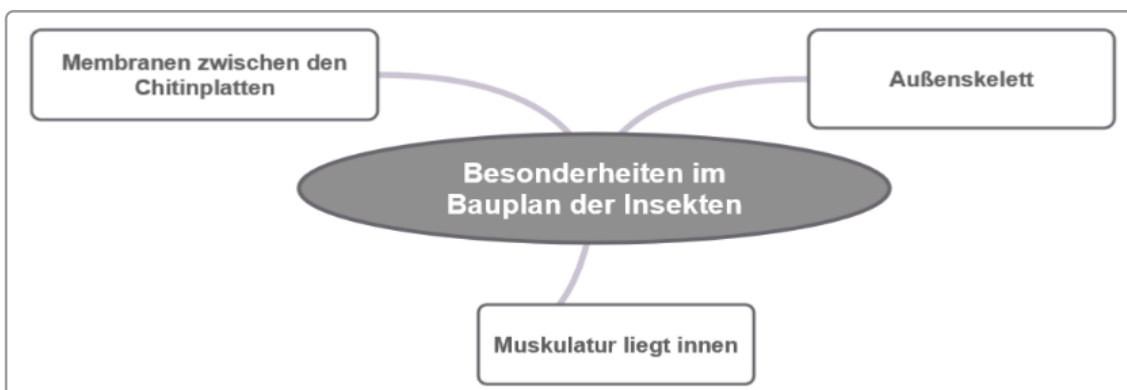 Membranen zwischen den
Chitinplatten
Außenskelett
Besonderheiten im
Bauplan der Insekten
Muskulatur liegt innen